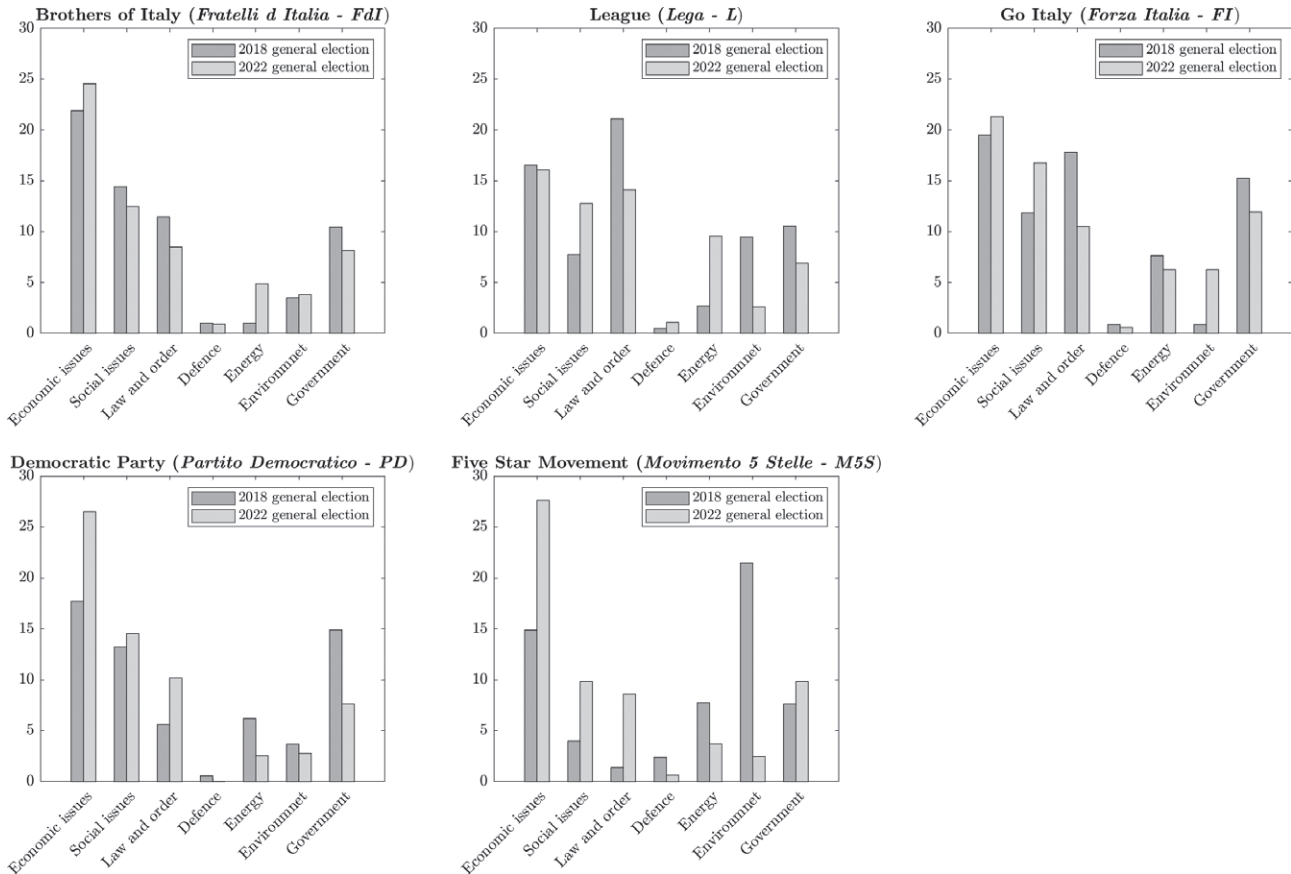 Brothers of Italy (Fratelli d Italia - FdI)
30
25
20
15
10
5
0
2018 general election
2022 general election
Economic issues
Social issues
Law and order
Defence
Energy
Environmnet
Government
League (Lega - L)
30
25
20
15
10
5
0
2018 general election
2022 general election
Economic issues
Social issues
Law and order
Defence
Energy
Environmnet
Government
Go Italy (Forza Italia - FI)
30
25
20
15
10
5
0
2018 general election
2022 general election
Economic issues
Social issues
Law and order
Defence
Energy
Environmnet
Government
Democratic Party (Partito Democratico - PD)
30
25
20
15
10
5
0
2018 general election
2022 general election
Economic issues
Social issues
Law and order
Defence
Energy
Environmnet
Government
Five Star Movement (Movimento 5 Stelle - M5S)
30
25
20
15
10
5
0
2018 general election
2022 general election
Economic issues
Social issues
Law and order
Defence
Energy
Environmnet
Government